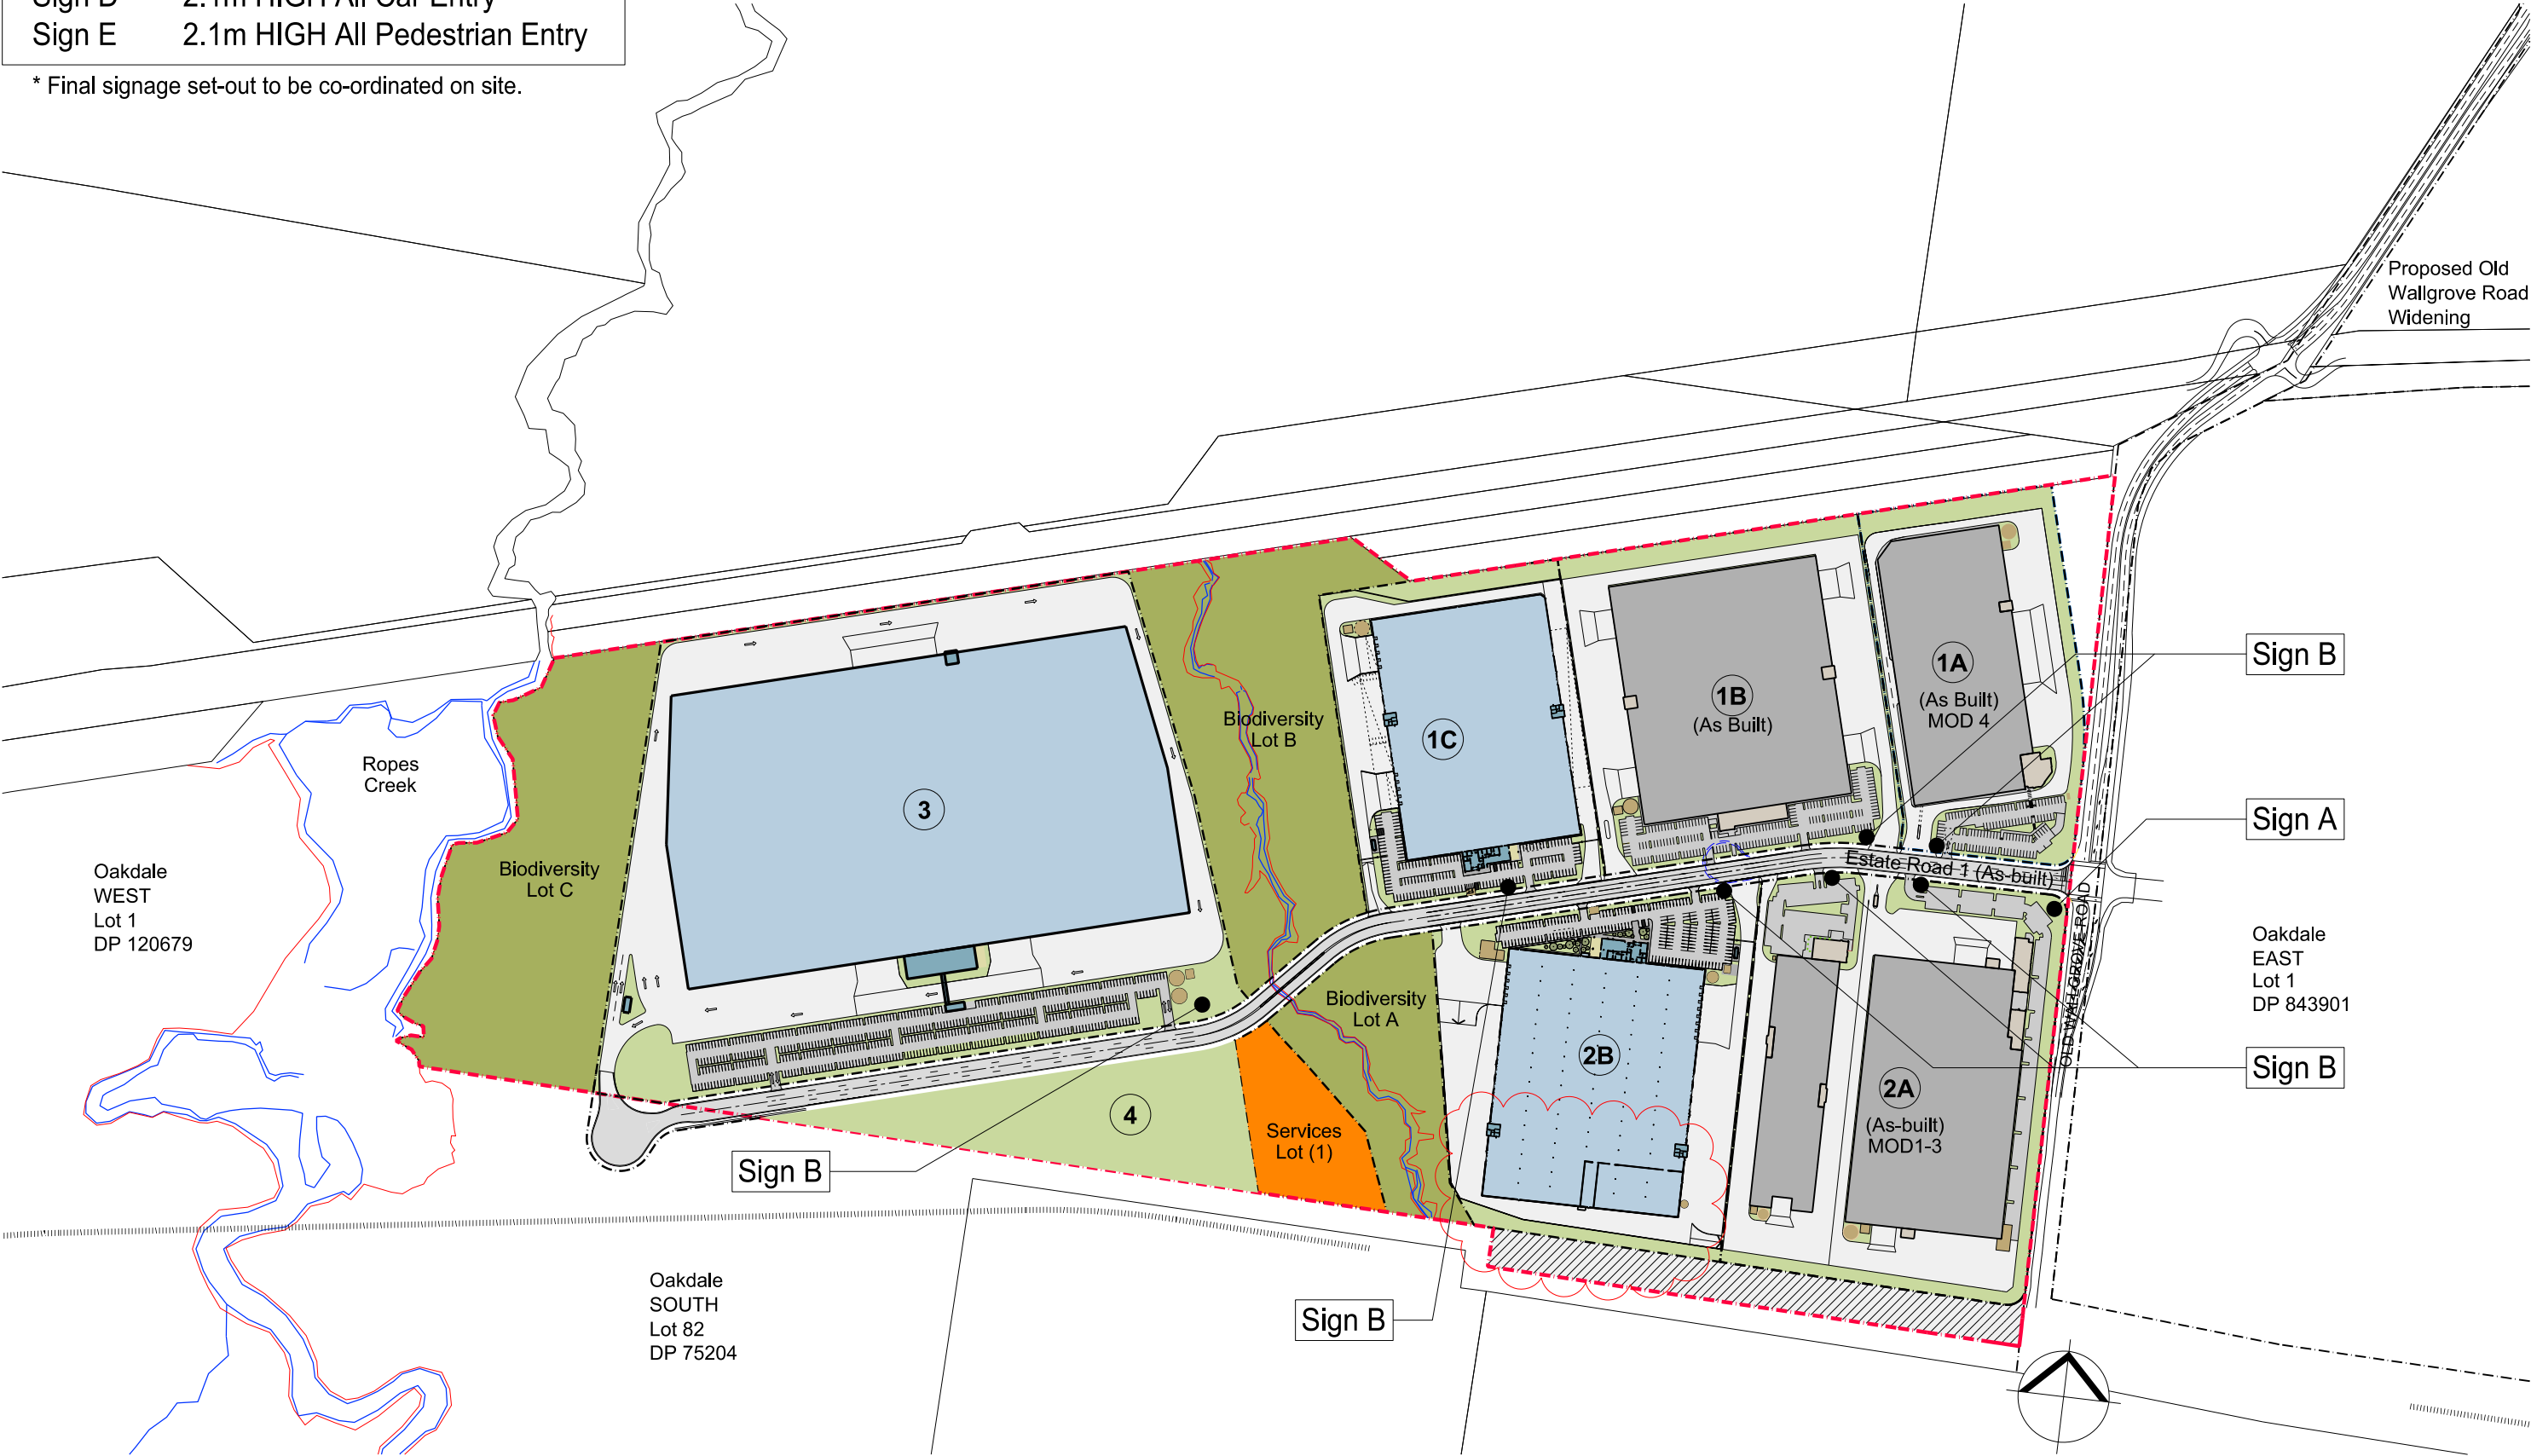 Sign D 2.1m HIGH All Car Entry
Sign E 2.1m HIGH All Pedestrian Entry
* Final signage set-out to be co-ordinated on site.
Proposed Old
Wallgrove Road
Widening
Sign B
1A
(As Built)
MOD 4
1B
(As Built)
1C
Biodiversity
Lot B
Ropes
Creek
3
Sign A
Estate Road 1 (As-built)
Biodiversity
Lot C
Oakdale
WEST
Lot 1
DP 120679
OLD WALLGROVE ROAD
Oakdale
EAST
Lot 1
DP 843901
Biodiversity
Lot A
2B
Sign B
2A
(As-built)
MOD1-3
4
Services
Lot (1)
Sign B
Oakdale
SOUTH
Lot 82
DP 75204
Sign B